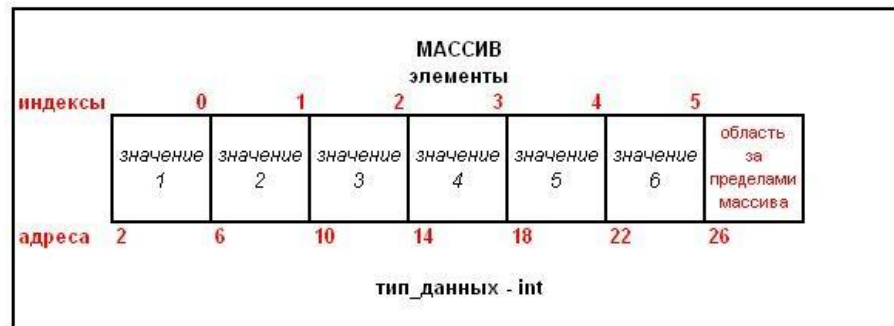 МАССИВ
элементы
индексы 0 1 2 3 4 5
значение 1
значение 2
значение 3
значение 4
значение 5
значение 6
область
за
пределами
массива
адреса 2 6 10 14 18 22 26
тип_данных - int